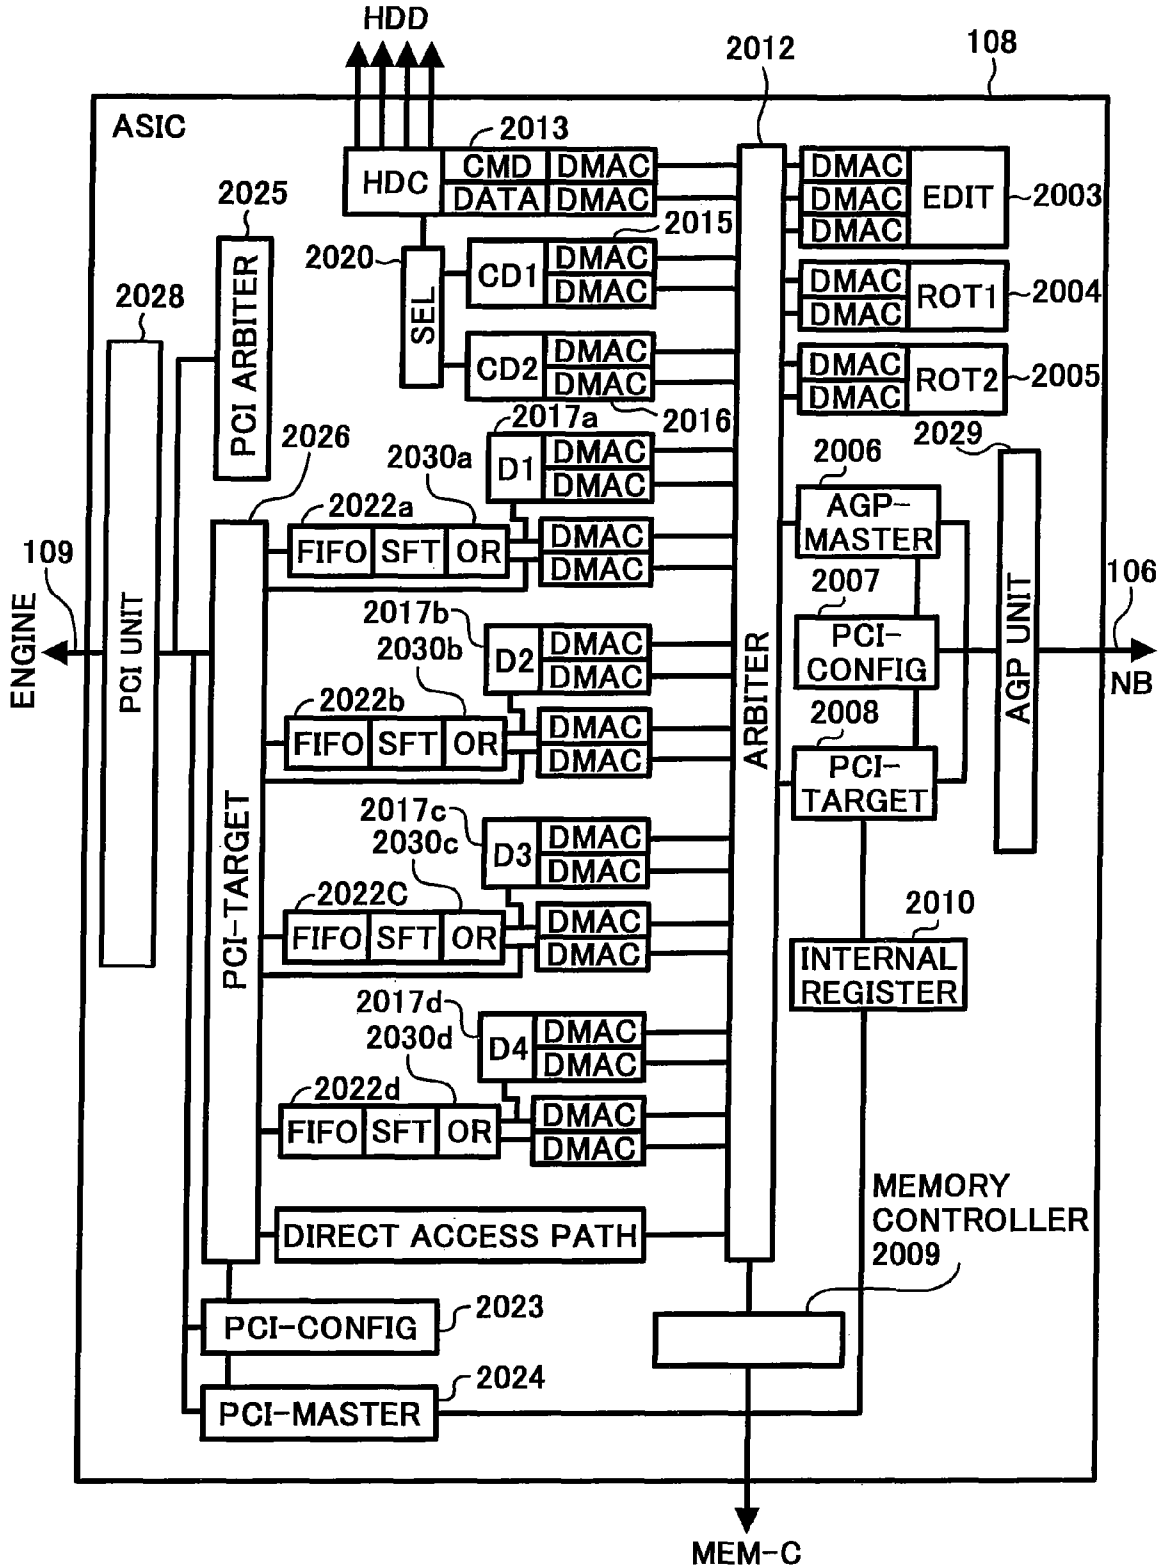 HDD
2012
108
ASIC
2013
HDC
CMD
DMAC
DATA
DMAC
DMAC
DMAC
DMAC
EDIT
2003
2025
PCI ARBITER
2020
SEL
2015
CD1
DMAC
DMAC
DMAC
DMAC
ROT1
2004
2028
PCI UNIT
CD2
DMAC
DMAC
2016
DMAC
DMAC
ROT2
2005
2017a
D1
DMAC
DMAC
2026
2030a
2022a
FIFO
SFT
OR
DMAC
DMAC
2006
AGP-
MASTER
2029
AGP UNIT
109
ENGINE
106
NB
2017b
D2
DMAC
DMAC
2030b
2007
PCI-
CONFIG
2022b
FIFO
SFT
OR
DMAC
DMAC
ARBITER
2008
PCI-
TARGET
PCI-TARGET
2017c
D3
DMAC
DMAC
2030c
2022C
FIFO
SFT
OR
DMAC
DMAC
2010
INTERNAL
REGISTER
2017d
D4
DMAC
DMAC
2030d
2022d
FIFO
SFT
OR
DMAC
DMAC
DIRECT ACCESS PATH
MEMORY
CONTROLLER
2009
PCI-CONFIG
2023
PCI-MASTER
2024
MEM-C